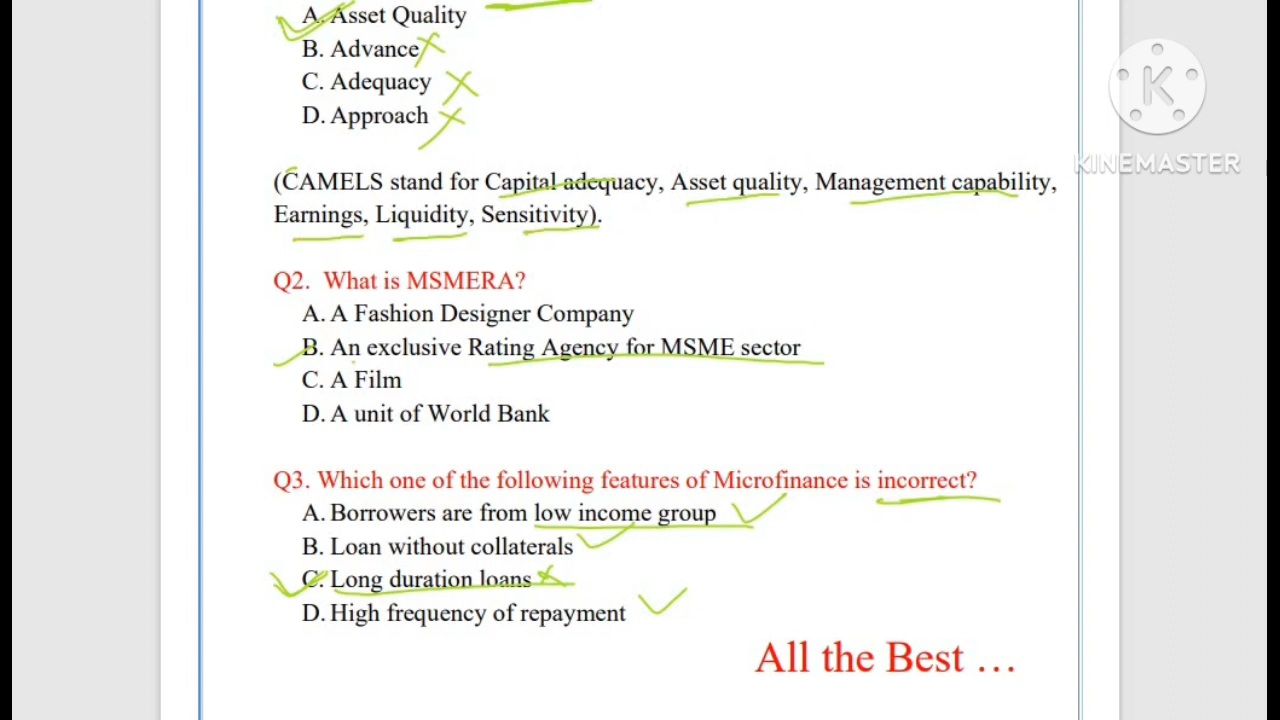 A. Asset Quality
B. Advance
C. Adequacy
D. Approach
(CAMELS stand for Capital adequacy, Asset quality, Management capability,
Earnings, Liquidity, Sensitivity).
Q2. What is MSMERA?
A. A Fashion Designer Company
B. An exclusive Rating Agency for MSME sector
C. A Film
D. A unit of World Bank
Q3. Which one of the following features of Microfinance is incorrect?
A. Borrowers are from low income group
B. Loan without collaterals
C. Long duration loans
D. High frequency of repayment
All the Best …
K
KINEMASTER